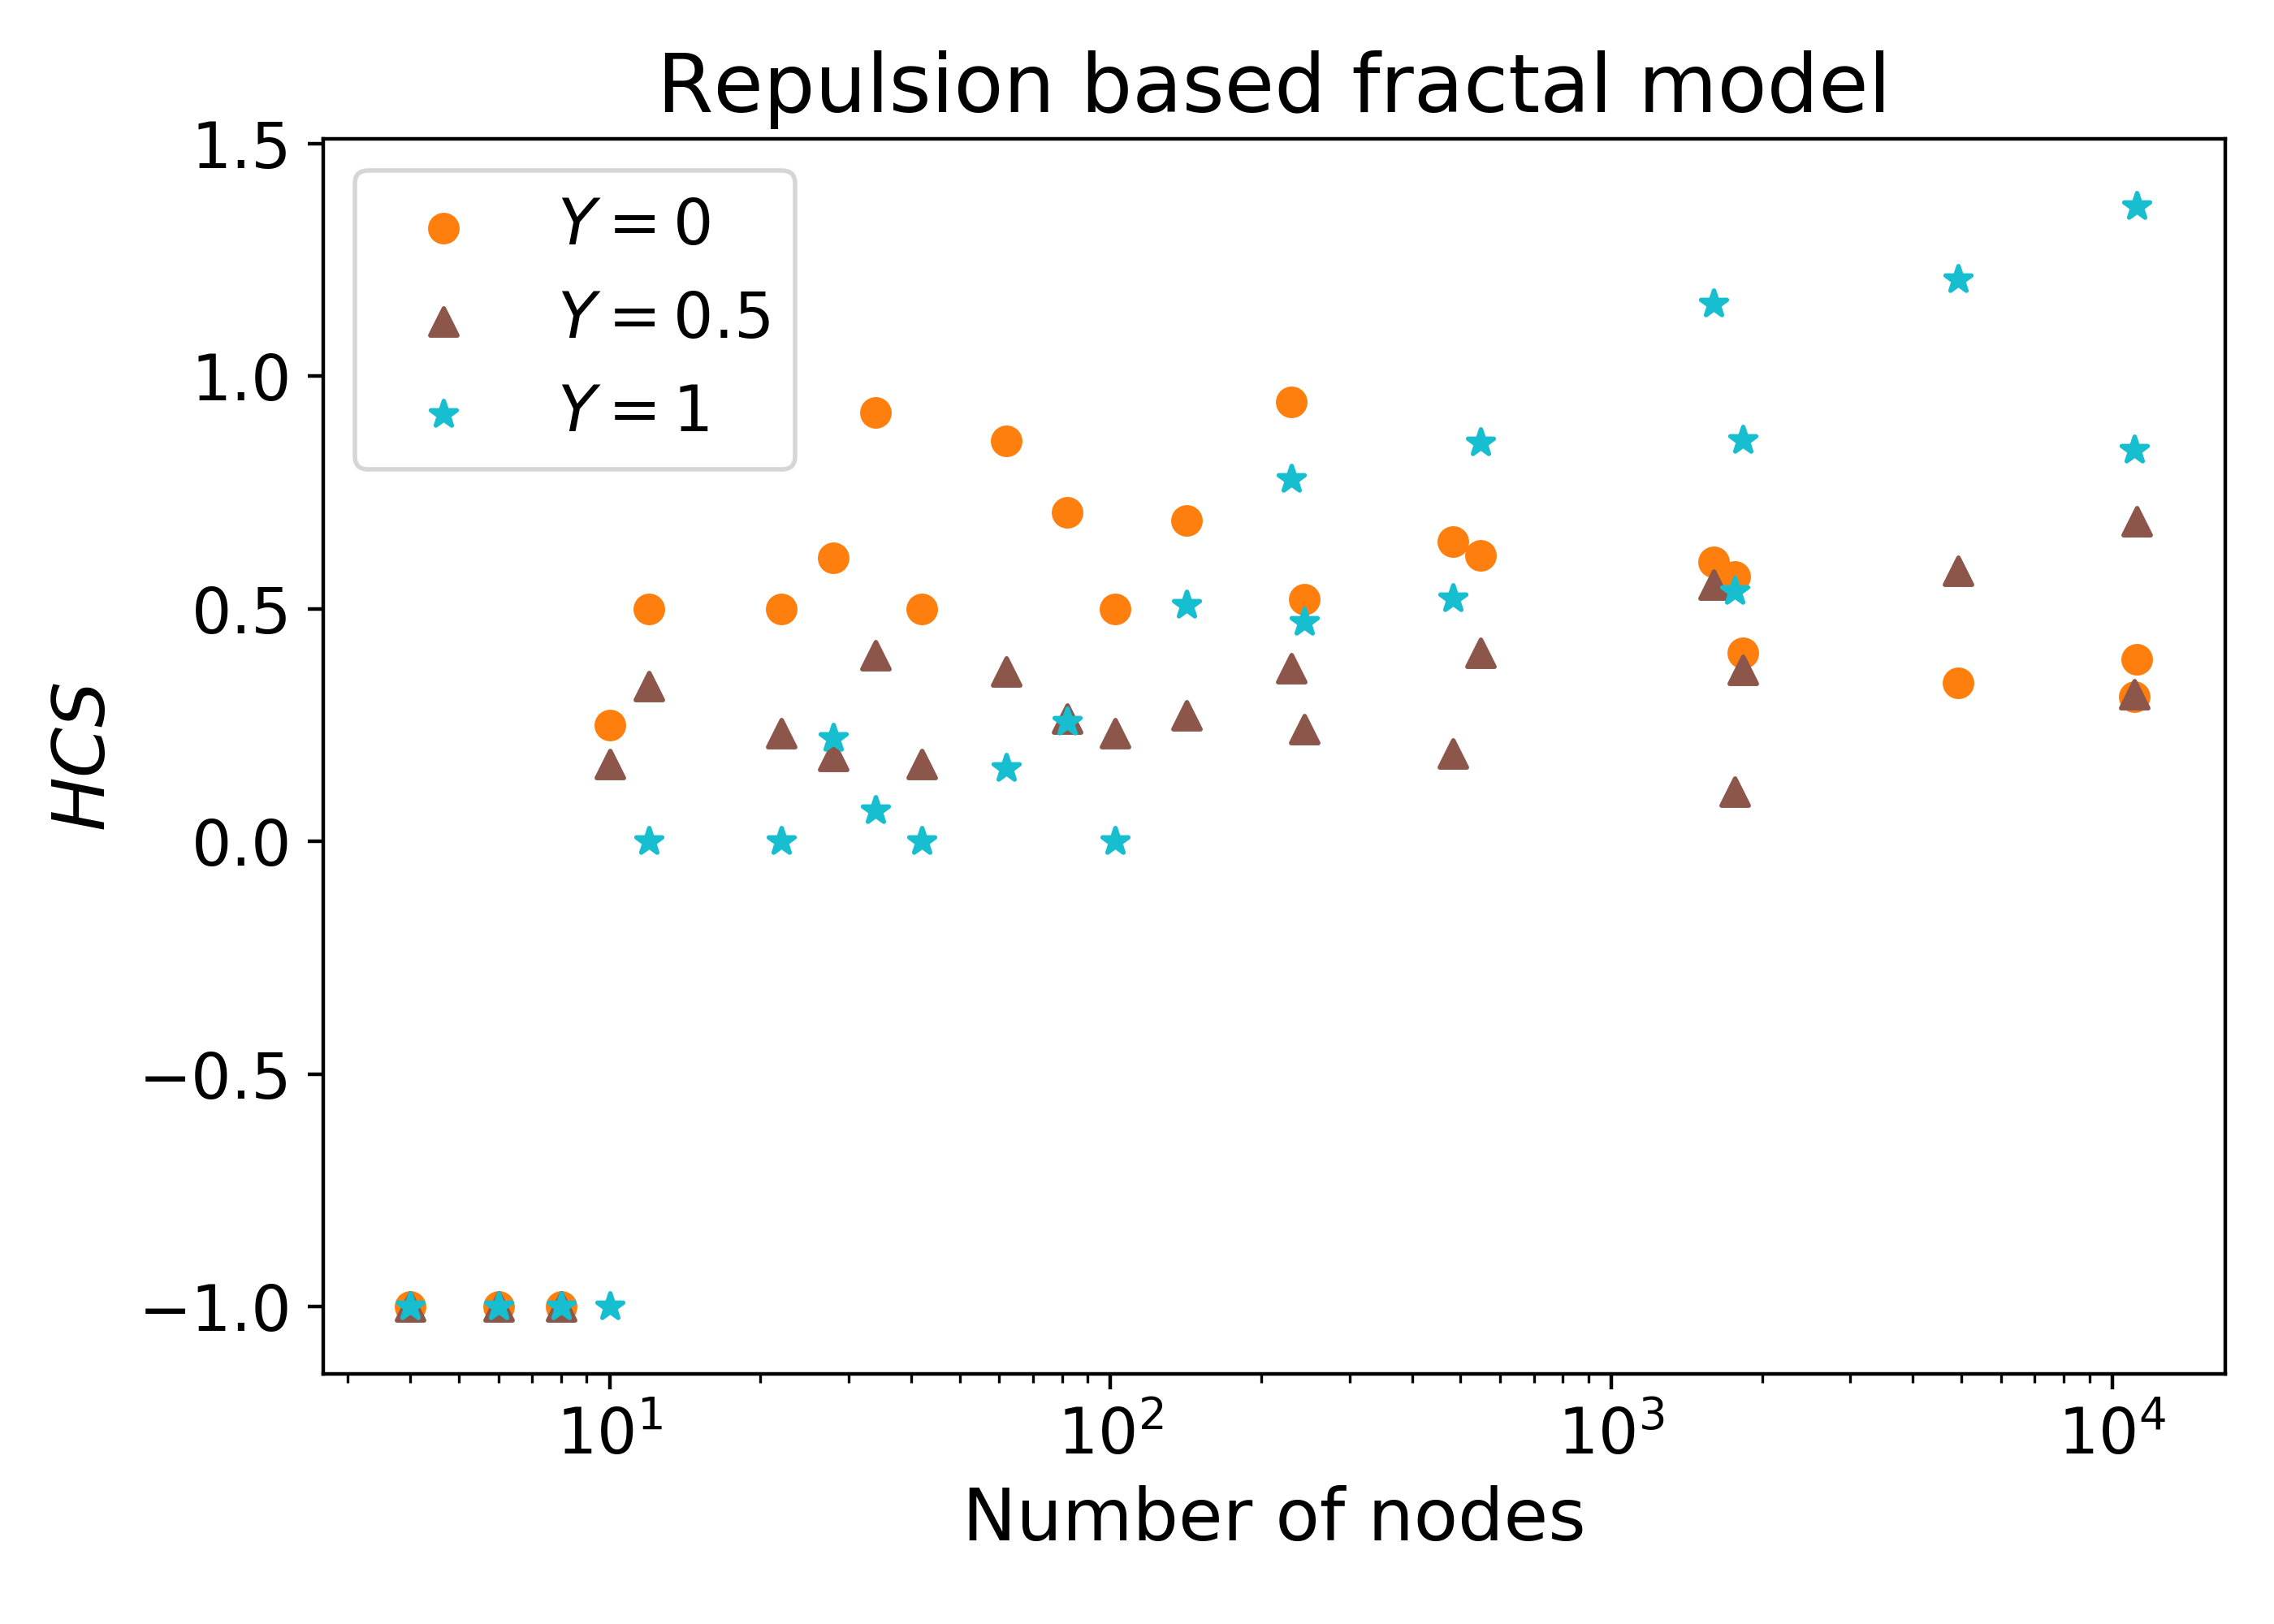 Repulsion based fractal model
1.5
1.0
0.5
0.0
−0.5
−1.0
HCS
Y = 0
Y = 0.5
Y = 1
10¹ 10² 10³ 10⁴
Number of nodes